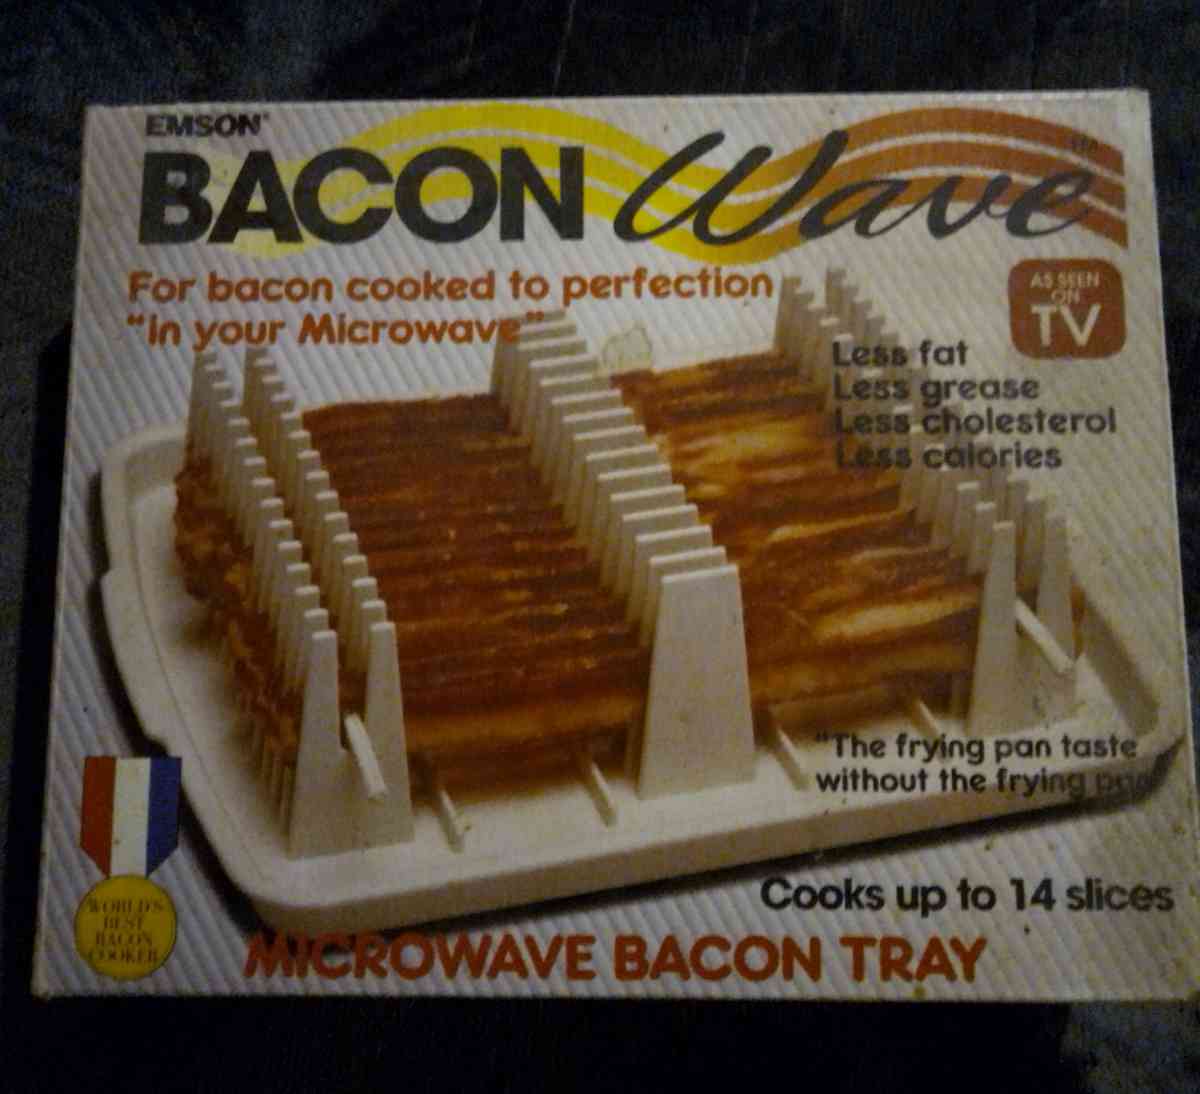 EMSON®
BACON Wave
TM
For bacon cooked to perfection
"in your Microwave"
AS SEEN
ON
TV
Less fat
Less grease
Less cholesterol
Less calories
"The frying pan taste
without the frying pan
Cooks up to 14 slices
WORLD'S
BEST
BACON
COOKER
MICROWAVE BACON TRAY